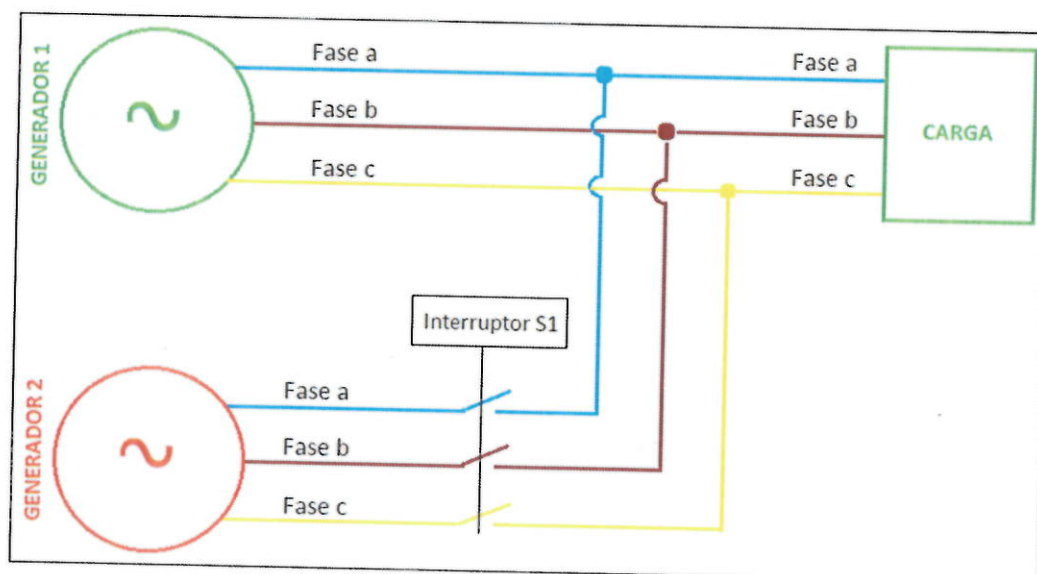 GENERADOR 1
Fase a
Fase a
Fase b
Fase b
CARGA
Fase c
Fase c
Interruptor S1
GENERADOR 2
Fase a
Fase b
Fase c